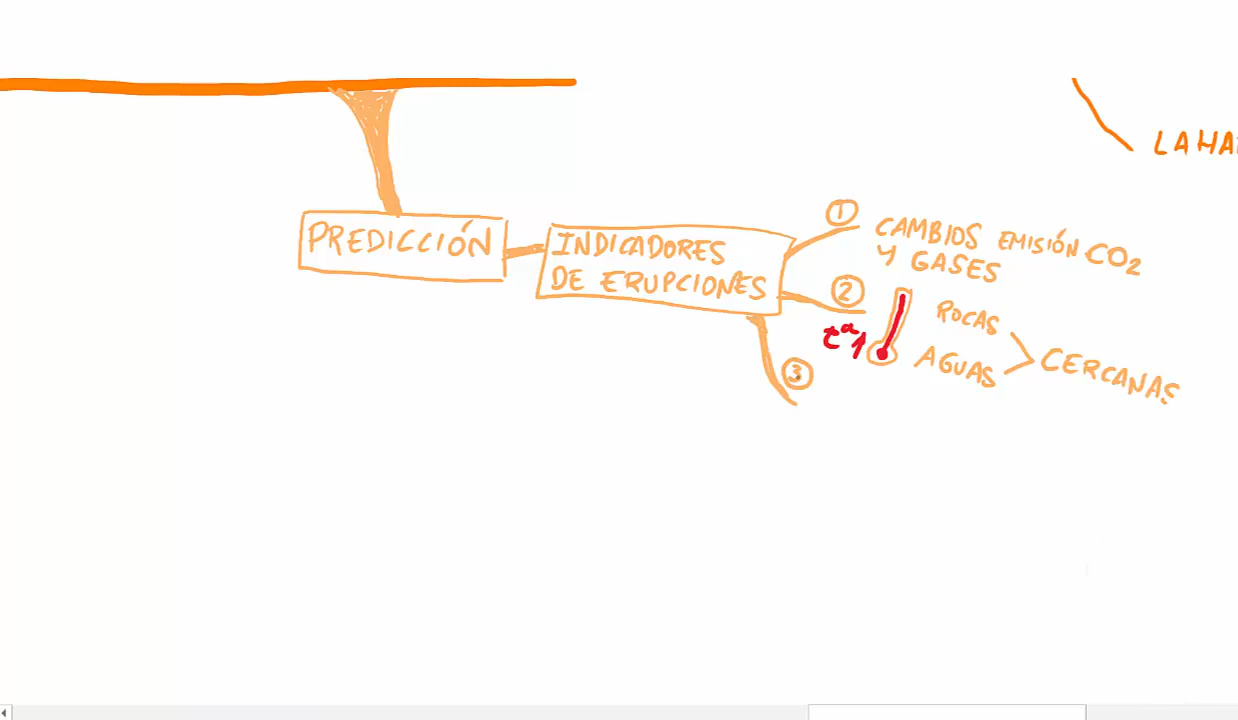 LAHA
PREDICCIÓN
INDICADORES
DE ERUPCIONES
1
CAMBIOS EMISIÓN CO2
Y GASES
2
tª
ROCAS
AGUAS
CERCANAS
3